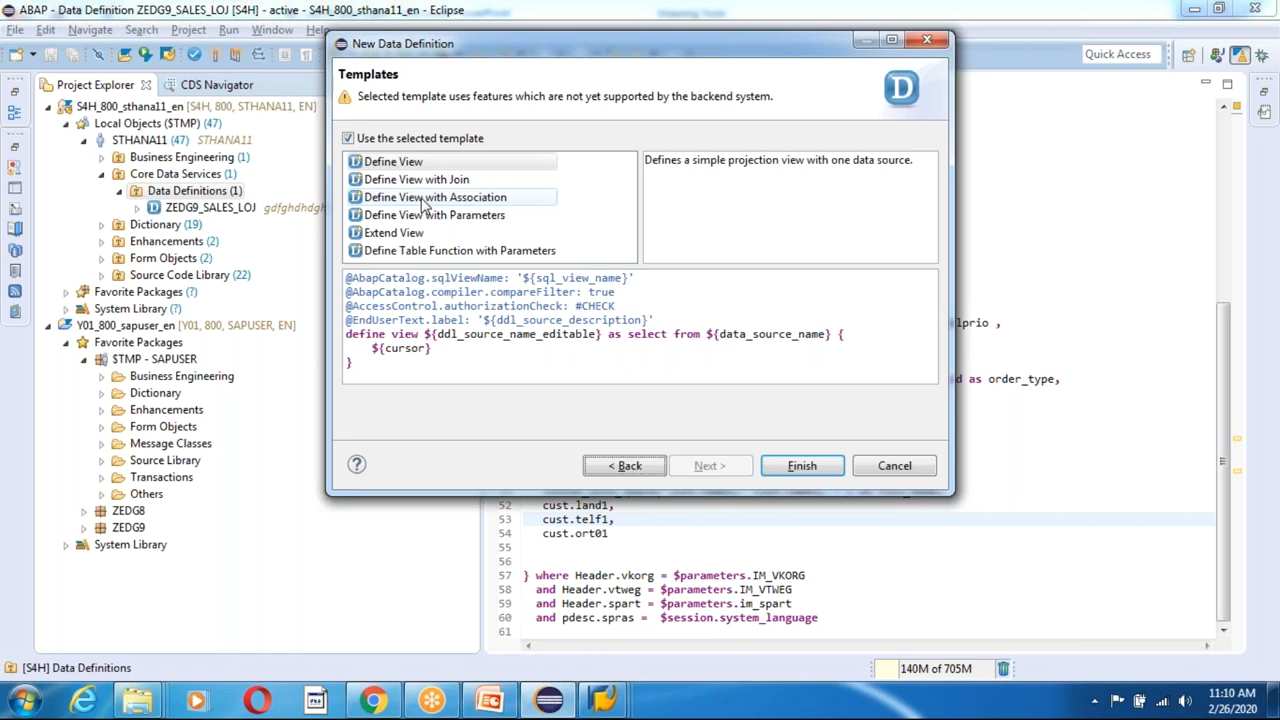 ABAP - Data Definition ZEDG9_SALES_LOJ [S4H] - active - S4H_800_sthana11_en - Eclipse
File Edit Navigate Search Project Run Window Help
Quick Access
Project Explorer CDS Navigator
S4H_800_sthana11_en [S4H, 800, STHANA11, EN]
Local Objects ($TMP) (47)
STHANA11 (47) STHANA11
Business Engineering (1)
Core Data Services (1)
Data Definitions (1)
ZEDG9_SALES_LOJ gdfghdhdgh
Dictionary (19)
Enhancements (2)
Form Objects (2)
Source Code Library (22)
Favorite Packages (?)
System Library (?)
Y01_800_sapuser_en [Y01, 800, SAPUSER, EN]
Favorite Packages
$TMP - SAPUSER
Business Engineering
Dictionary
Enhancements
Form Objects
Message Classes
Source Library
Transactions
Others
ZEDG8
ZEDG9
System Library
New Data Definition
Templates
Selected template uses features which are not yet supported by the backend system.
D
Use the selected template
Define View
Define View with Join
Define View with Association
Define View with Parameters
Extend View
Define Table Function with Parameters
Defines a simple projection view with one data source.
@AbapCatalog.sqlViewName: '${sql_view_name}'
@AbapCatalog.compiler.compareFilter: true
@AccessControl.authorizationCheck: #CHECK
@EndUserText.label: '${ddl_source_description}'
define view ${ddl_source_name_editable} as select from ${data_source_name} {
${cursor}
}
< Back Next > Finish Cancel
lprio ,
d as order_type,
52 cust.land1,
53 cust.telf1,
54 cust.ort01
55
56
57 } where Header.vkorg = $parameters.IM_VKORG
58 and Header.vtweg = $parameters.IM_VTWEG
59 and Header.spart = $parameters.im_spart
60 and pdesc.spras = $session.system_language
61
[S4H] Data Definitions
140M of 705M
11:10 AM
2/26/2020